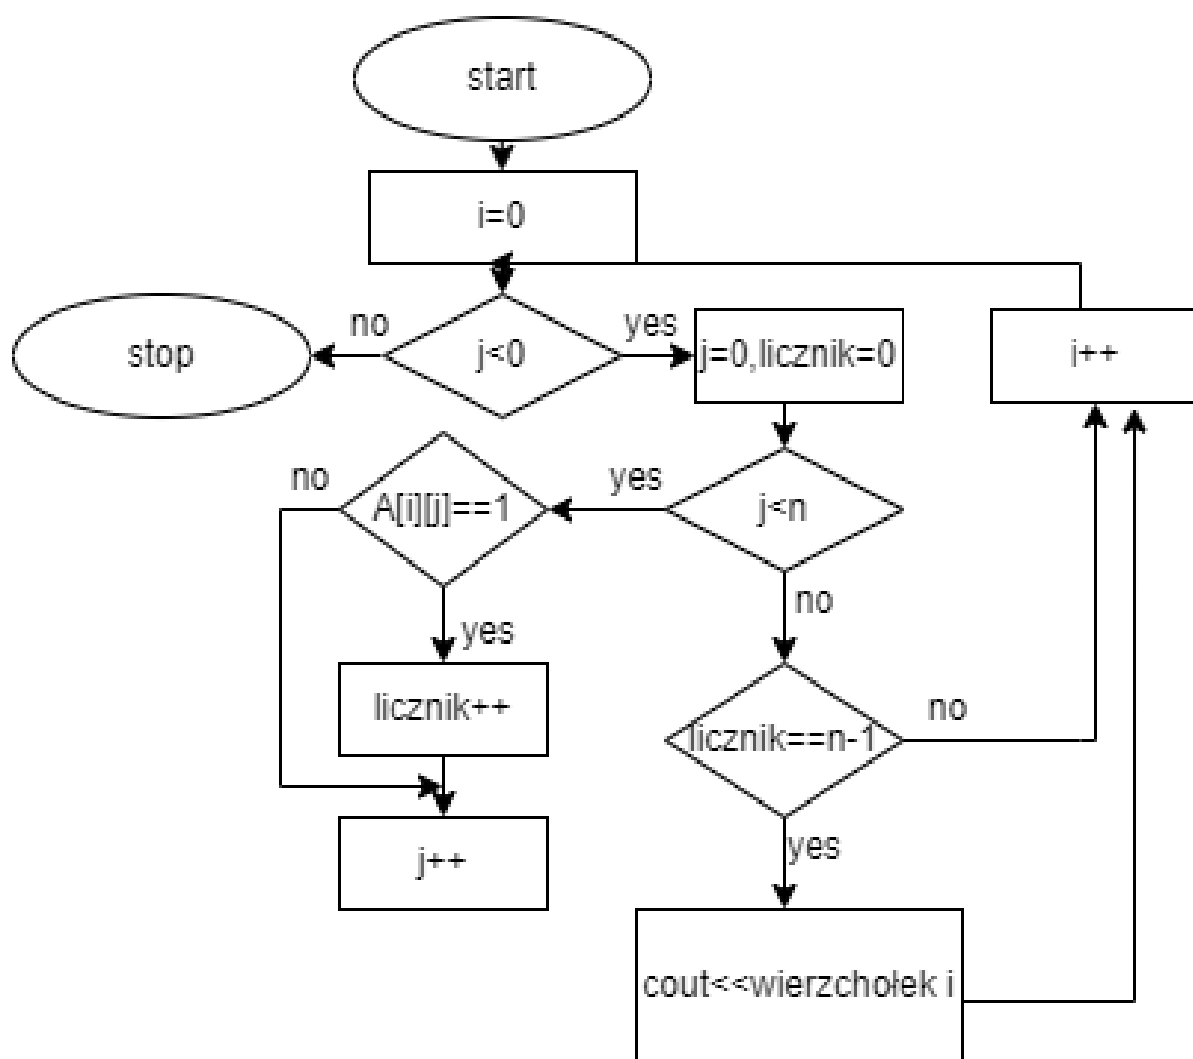 start
i=0
no
yes
stop
j<0
j=0,licznik=0
i++
no
yes
A[i][j]==1
j<n
no
yes
licznik++
no
licznik==n-1
j++
yes
cout<<wierzchołek i